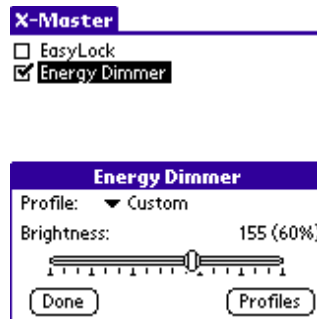 X-Master
EasyLock
Energy Dimmer
Energy Dimmer
Profile: Custom
Brightness: 155 (60%)
Done Profiles